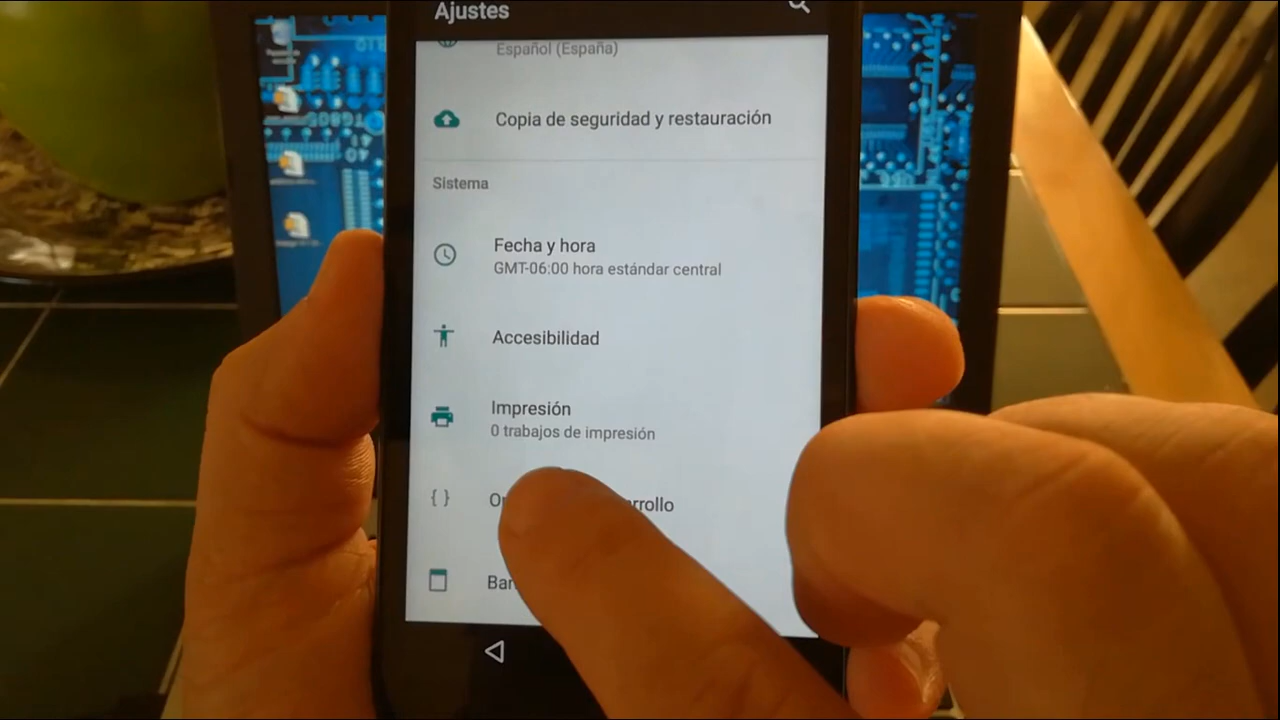 Ajustes
Español (España)
Copia de seguridad y restauración
Sistema
Fecha y hora
GMT-06:00 hora estándar central
Accesibilidad
Impresión
0 trabajos de impresión
{ }